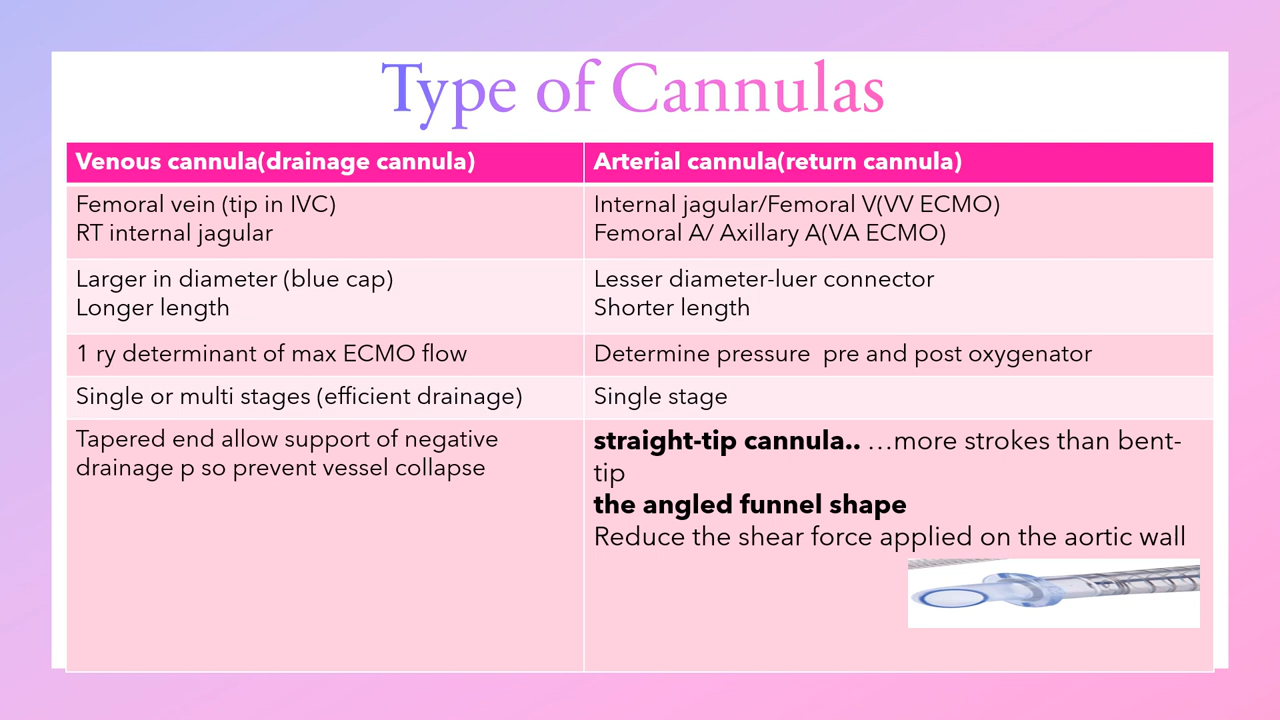 Type of Cannulas
Venous cannula(drainage cannula)
Arterial cannula(return cannula)
Femoral vein (tip in IVC)
RT internal jagular
Internal jagular/Femoral V(VV ECMO)
Femoral A/ Axillary A(VA ECMO)
Larger in diameter (blue cap)
Longer length
Lesser diameter-luer connector
Shorter length
1 ry determinant of max ECMO flow
Determine pressure  pre and post oxygenator
Single or multi stages (efficient drainage)
Single stage
Tapered end allow support of negative
drainage p so prevent vessel collapse
straight-tip cannula.. …more strokes than bent-
tip
the angled funnel shape
Reduce the shear force applied on the aortic wall